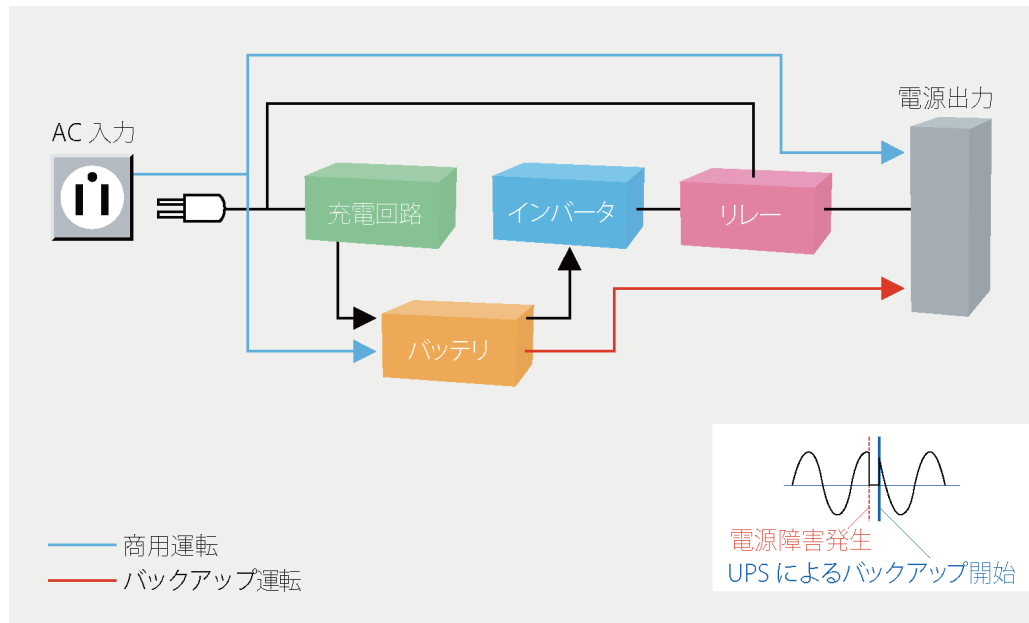 電源出力
AC 入力
充電回路
インバータ
リレー
バッテリ
商用運転
バックアップ運転
電源障害発生
UPS によるバックアップ開始